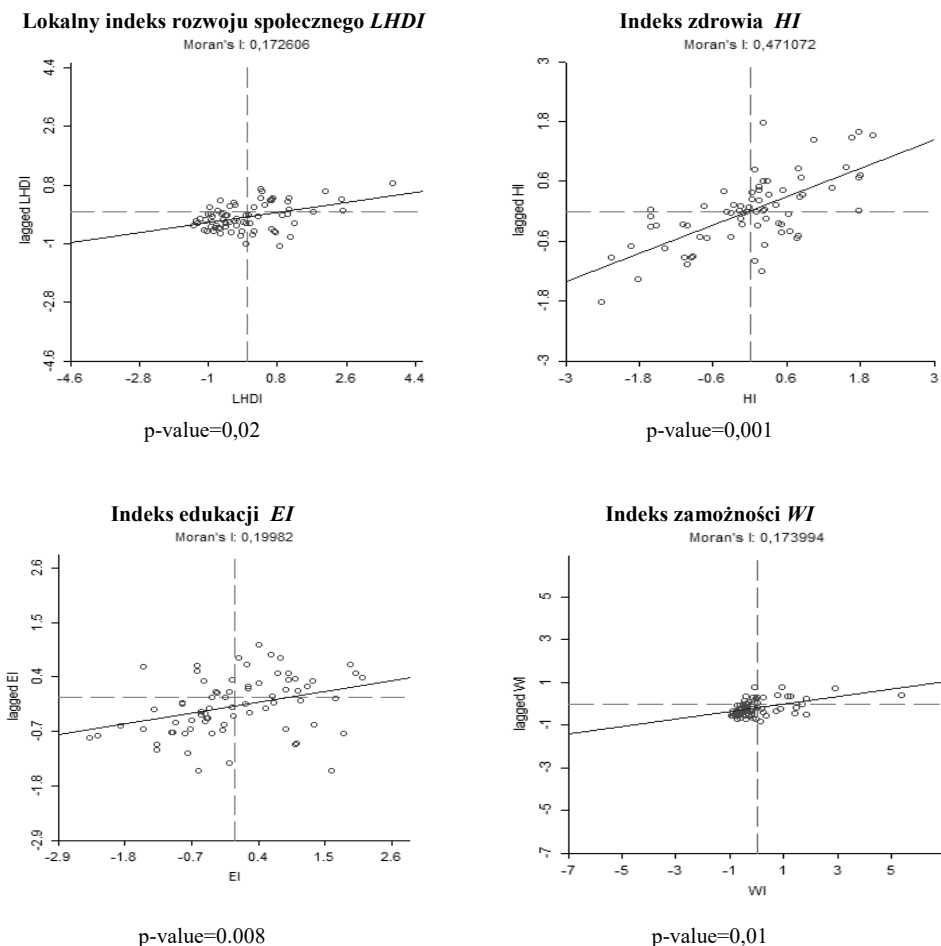 Lokalny indeks rozwoju społecznego LHDI
Moran's I: 0,172606
4.4
2.6
0.8
-1
-2.8
-4.6
lagged LHDI
-4.6 -2.8 -1 0.8 2.6 4.4
LHDI
p-value=0,02
Indeks zdrowia HI
Moran's I: 0,471072
3
1.8
0.6
-0.6
-1.8
-3
lagged HI
-3 -1.8 -0.6 0.6 1.8 3
HI
p-value=0,001
Indeks edukacji EI
Moran's I: 0,19982
2.6
1.5
0.4
-0.7
-1.8
-2.9
lagged EI
-2.9 -1.8 -0.7 0.4 1.5 2.6
EI
p-value=0.008
Indeks zamożności WI
Moran's I: 0,173994
5
3
1
-1
-3
-5
-7
lagged WI
-7 -5 -3 -1 1 3 5
WI
p-value=0,01